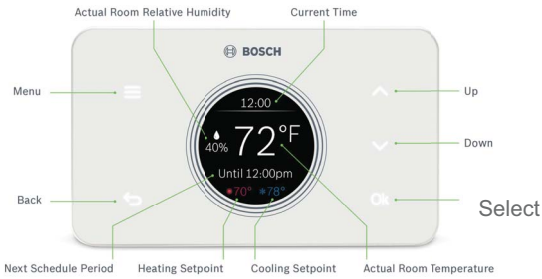 Actual Room Relative Humidity
Current Time
BOSCH
Menu
Up
12:00
72°F
40%
Down
Until 12:00pm
70° 78°
Back
Ok
Select
Next Schedule Period
Heating Setpoint
Cooling Setpoint
Actual Room Temperature